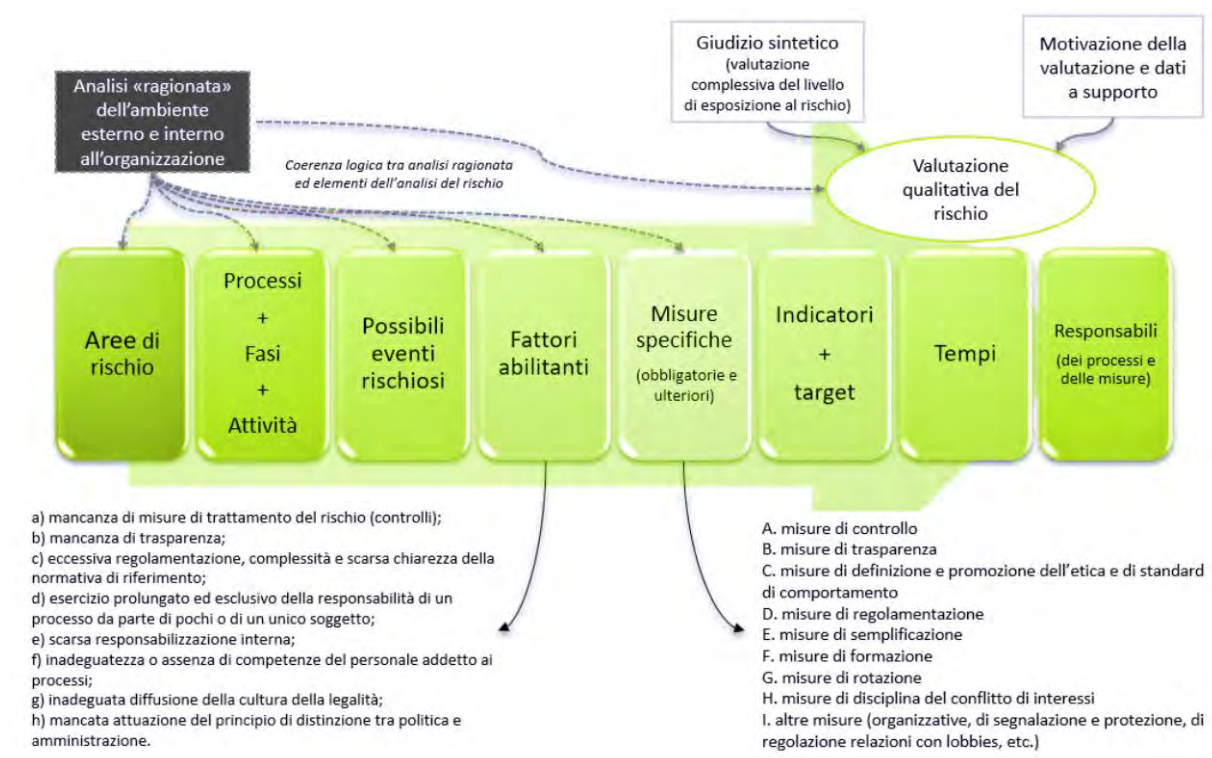 Analisi «ragionata»
dell'ambiente
esterno e interno
all'organizzazione
Giudizio sintetico
(valutazione
complessiva del livello
di esposizione al rischio)
Motivazione della
valutazione e dati
a supporto
Coerenza logica tra analisi ragionata
ed elementi dell'analisi del rischio
Valutazione
qualitativa del
rischio
Aree di
rischio
Processi
+
Fasi
+
Attività
Possibili
eventi
rischiosi
Fattori
abilitanti
Misure
specifiche
(obbligatorie e
ulteriori)
Indicatori
+
target
Tempi
Responsabili
(dei processi e
delle misure)
a) mancanza di misure di trattamento del rischio (controlli);
b) mancanza di trasparenza;
c) eccessiva regolamentazione, complessità e scarsa chiarezza della
normativa di riferimento;
d) esercizio prolungato ed esclusivo della responsabilità di un
processo da parte di pochi o di un unico soggetto;
e) scarsa responsabilizzazione interna;
f) inadeguatezza o assenza di competenze del personale addetto ai
processi;
g) inadeguata diffusione della cultura della legalità;
h) mancata attuazione del principio di distinzione tra politica e
amministrazione.
A. misure di controllo
B. misure di trasparenza
C. misure di definizione e promozione dell'etica e di standard
di comportamento
D. misure di regolamentazione
E. misure di semplificazione
F. misure di formazione
G. misure di rotazione
H. misure di disciplina del conflitto di interessi
I. altre misure (organizzative, di segnalazione e protezione, di
regolazione relazioni con lobbies, etc.)